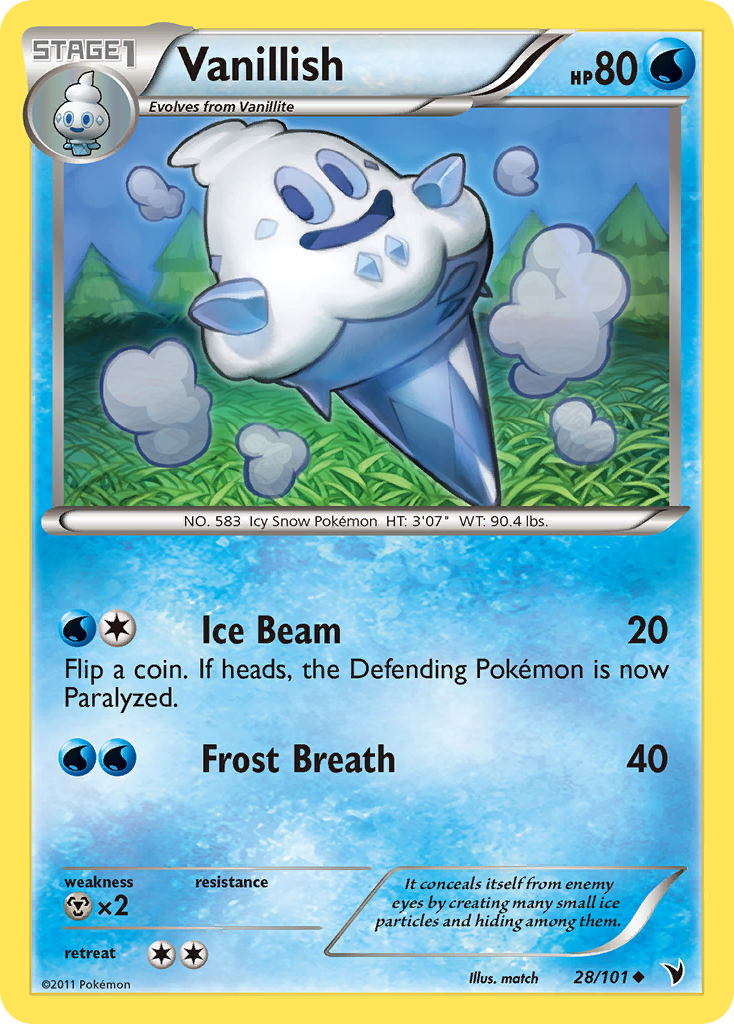 STAGE1
Vanillish
HP80
Evolves from Vanillite
NO. 583 Icy Snow Pokémon HT: 3'07" WT: 90.4 lbs.
Ice Beam 20
Flip a coin. If heads, the Defending Pokémon is now
Paralyzed.
Frost Breath 40
weakness
resistance
×2
It conceals itself from enemy
eyes by creating many small ice
particles and hiding among them.
retreat
©2011 Pokémon
Illus. match
28/101